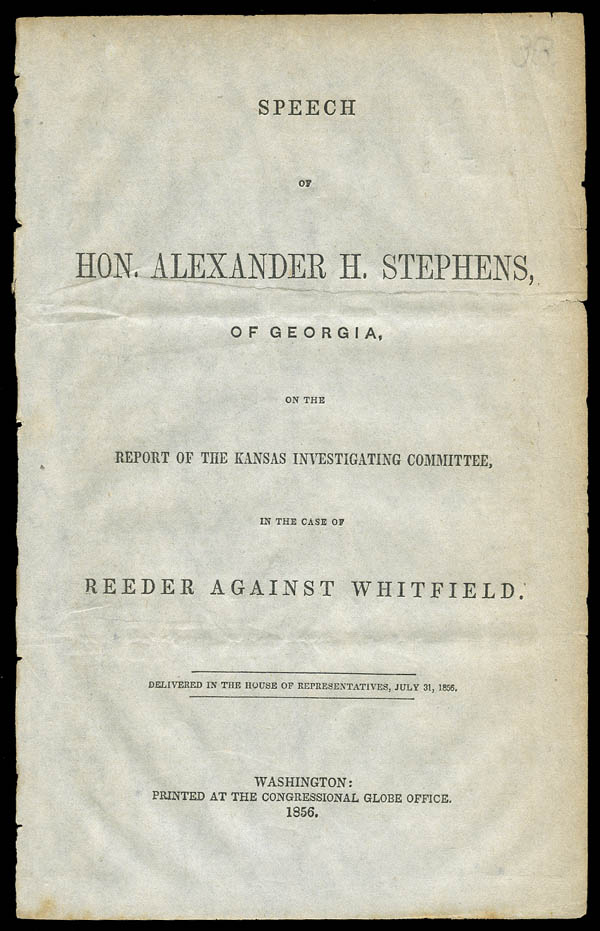 SPEECH
OF
HON. ALEXANDER H. STEPHENS,
OF GEORGIA,
ON THE
REPORT OF THE KANSAS INVESTIGATING COMMITTEE,
IN THE CASE OF
REEDER AGAINST WHITFIELD.
DELIVERED IN THE HOUSE OF REPRESENTATIVES, JULY 31, 1856.
WASHINGTON:
PRINTED AT THE CONGRESSIONAL GLOBE OFFICE.
1856.